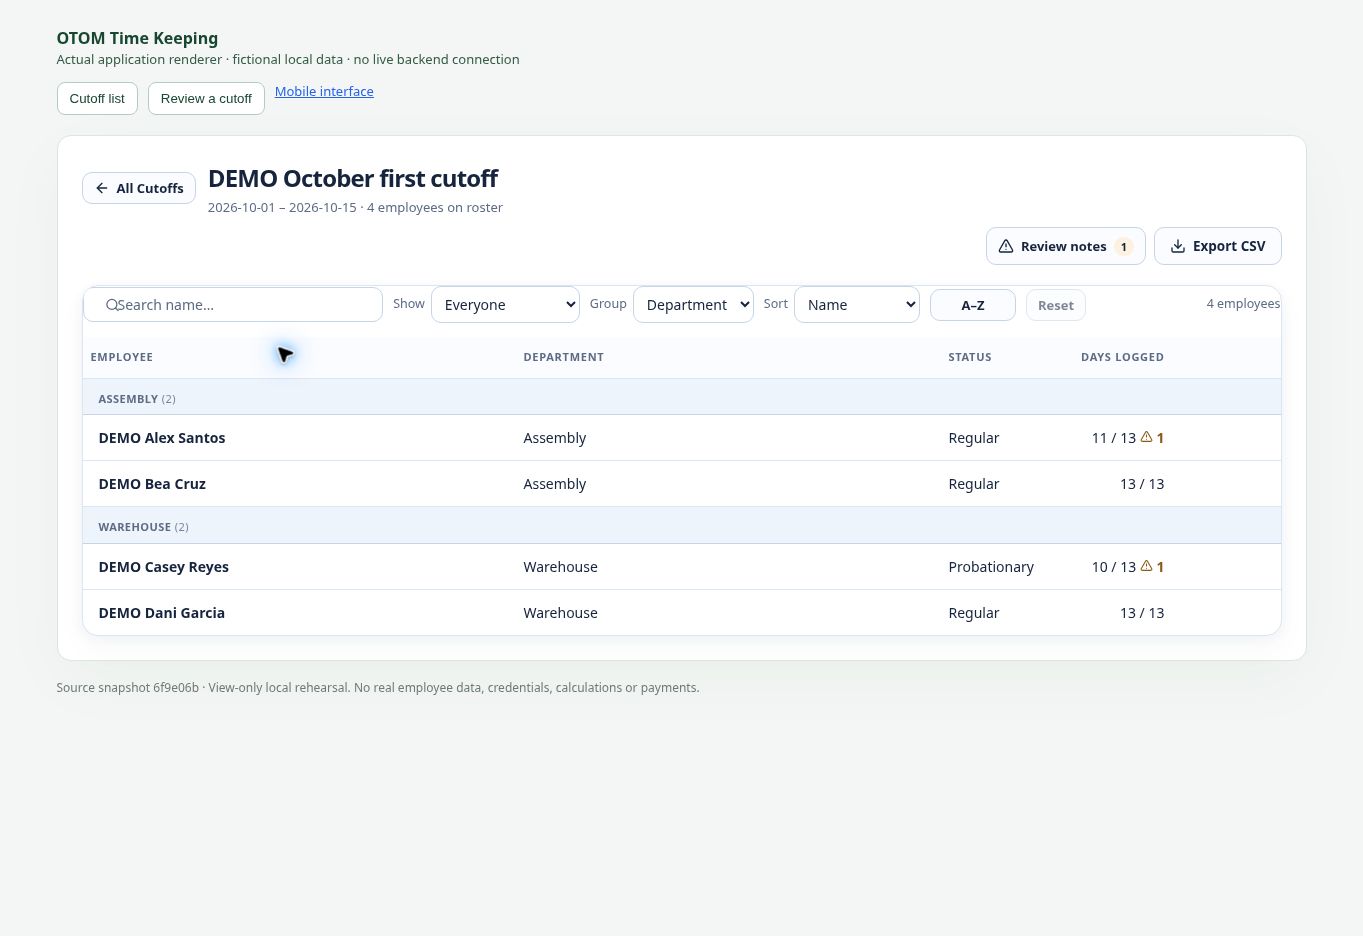 OTOM Time Keeping
Actual application renderer · fictional local data · no live backend connection
Cutoff list Review a cutoff Mobile interface
All Cutoffs DEMO October first cutoff
2026-10-01 – 2026-10-15 · 4 employees on roster
Review notes 1 Export CSV
Search name... Show Everyone Group Department Sort Name A–Z Reset 4 employees
EMPLOYEE DEPARTMENT STATUS DAYS LOGGED
ASSEMBLY (2)
DEMO Alex Santos Assembly Regular 11 / 13 1
DEMO Bea Cruz Assembly Regular 13 / 13
WAREHOUSE (2)
DEMO Casey Reyes Warehouse Probationary 10 / 13 1
DEMO Dani Garcia Warehouse Regular 13 / 13
Source snapshot 6f9e06b · View-only local rehearsal. No real employee data, credentials, calculations or payments.